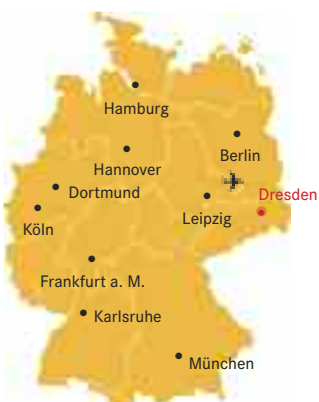 Hamburg
Berlin
Hannover
Dortmund
Dresden
Leipzig
Köln
Frankfurt a. M.
Karlsruhe
München